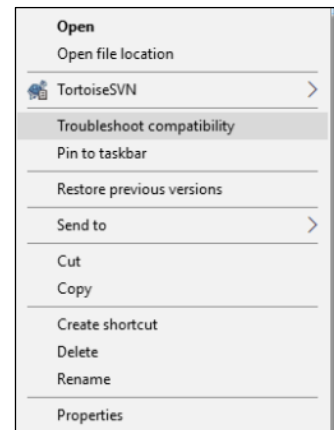 Open
Open file location
TortoiseSVN
Troubleshoot compatibility
Pin to taskbar
Restore previous versions
Send to
Cut
Copy
Create shortcut
Delete
Rename
Properties